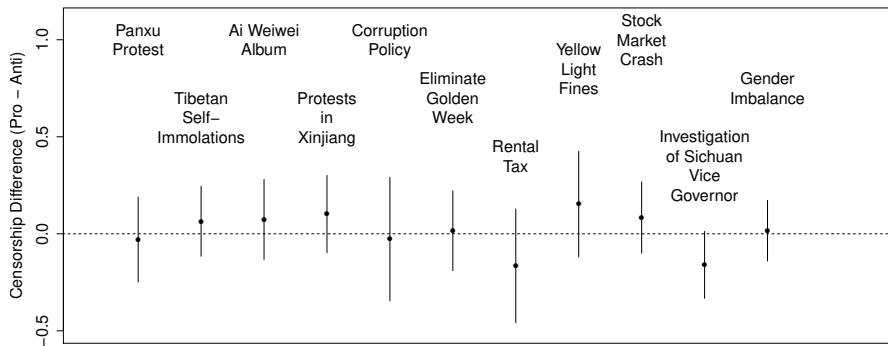 Censorship Difference (Pro − Anti)
1.0
0.5
0.0
−0.5
Panxu
Protest
Tibetan
Self−
Immolations
Ai Weiwei
Album
Protests
in
Xinjiang
Corruption
Policy
Eliminate
Golden
Week
Rental
Tax
Yellow
Light
Fines
Stock
Market
Crash
Investigation
of Sichuan
Vice
Governor
Gender
Imbalance